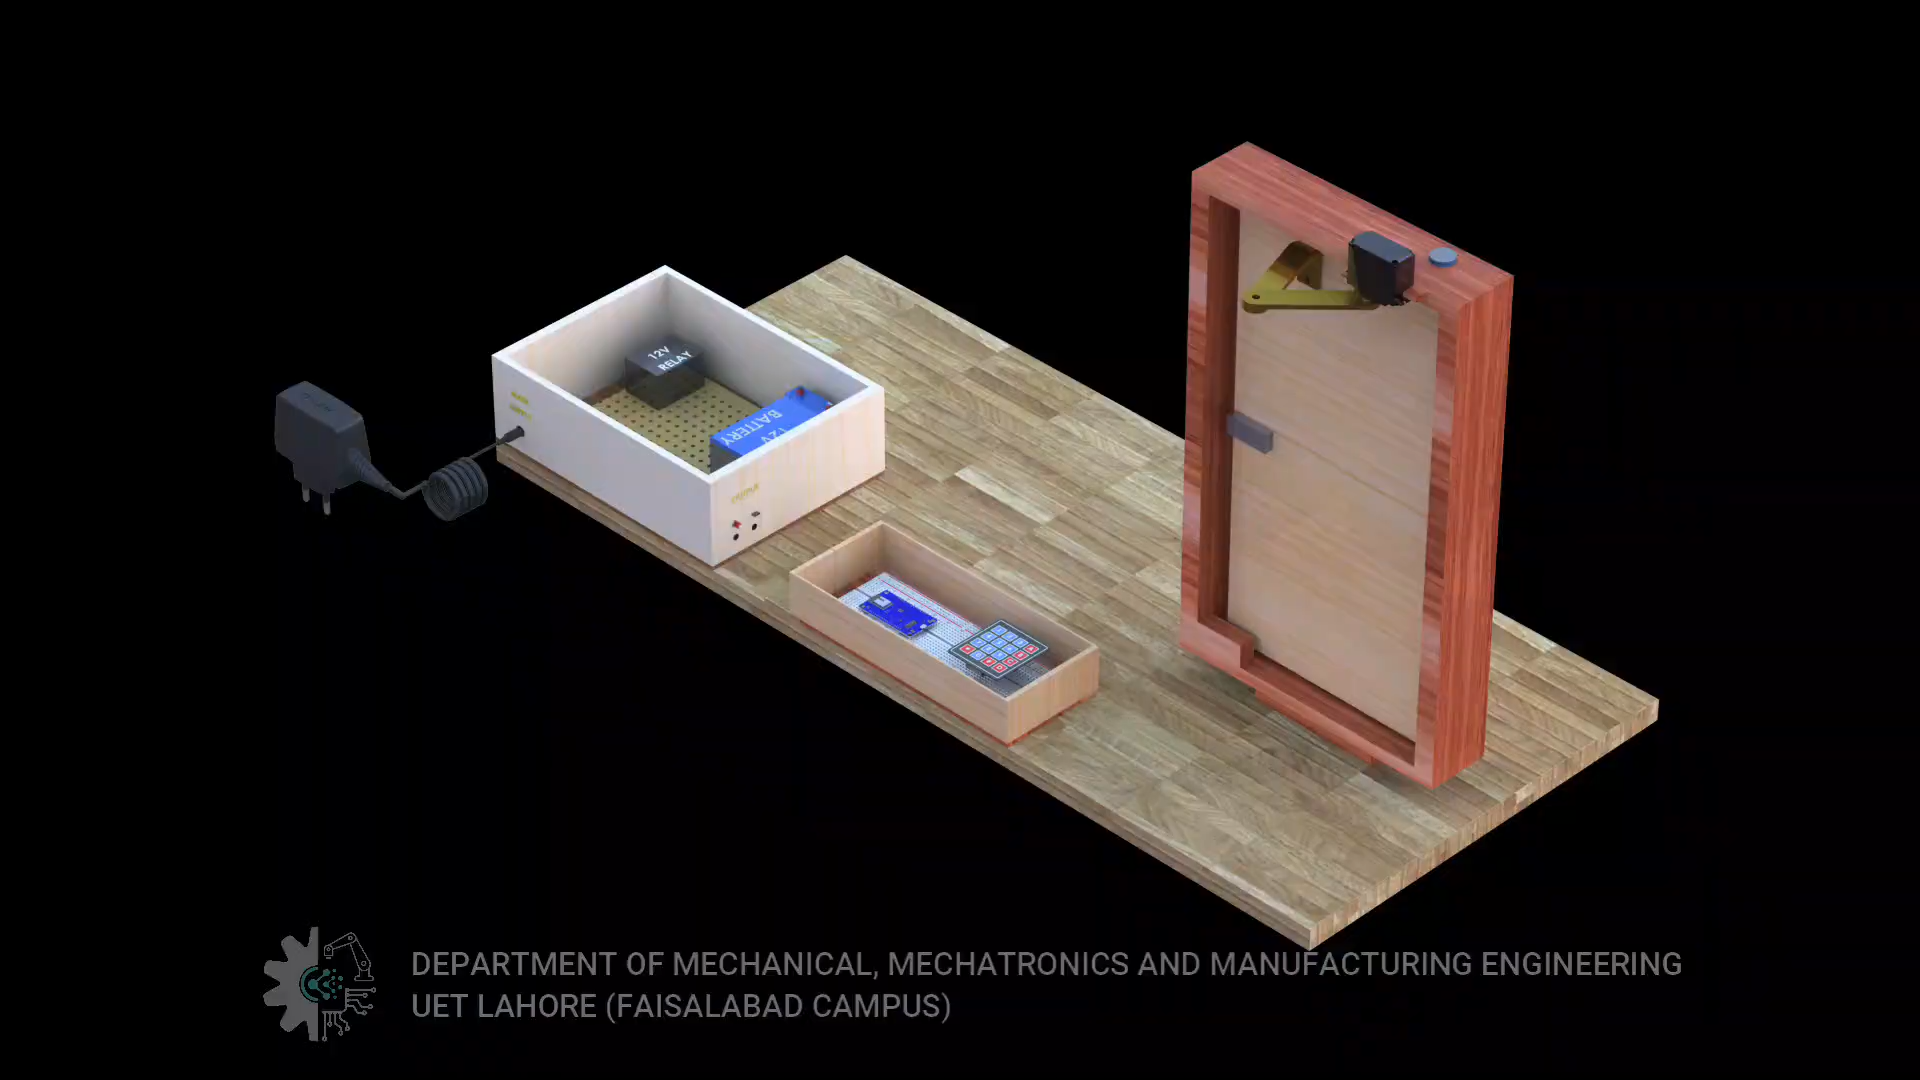 12V
RELAY
12V
BATTERY
DEPARTMENT OF MECHANICAL, MECHATRONICS AND MANUFACTURING ENGINEERING
UET LAHORE (FAISALABAD CAMPUS)